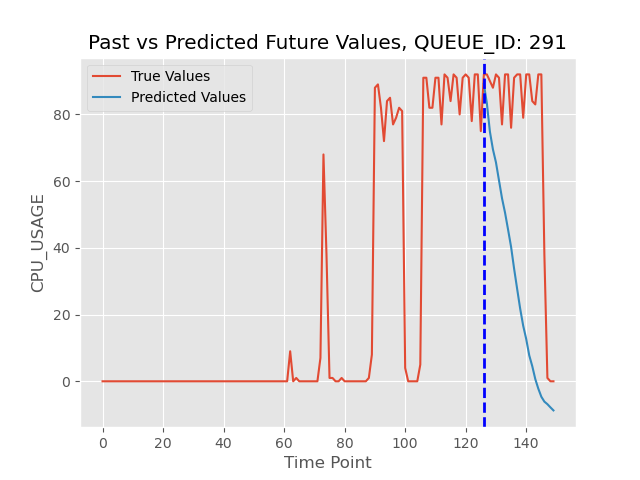 Past vs Predicted Future Values, QUEUE_ID: 291
True Values
Predicted Values
CPU_USAGE
80
60
40
20
0
0 20 40 60 80 100 120 140
Time Point